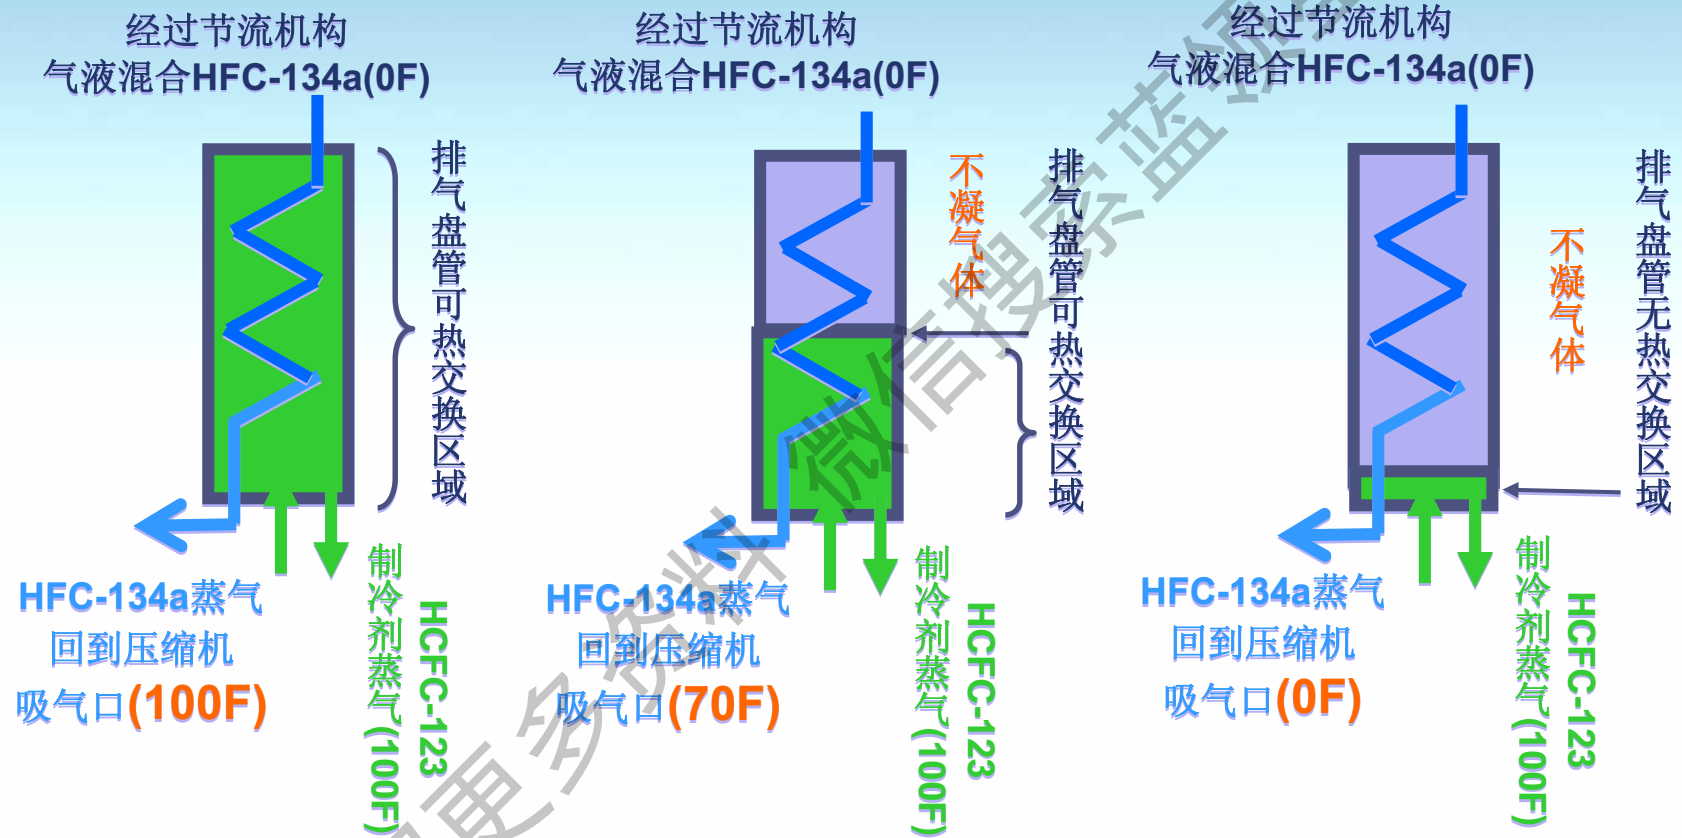 经过节流机构
气液混合HFC-134a(0F)
排气盘管可热交换区域
HFC-134a蒸气
回到压缩机
吸气口(100F)
制冷剂蒸气(100F)
HCFC-123
经过节流机构
气液混合HFC-134a(0F)
不凝气体
排气盘管可热交换区域
HFC-134a蒸气
回到压缩机
吸气口(70F)
制冷剂蒸气(100F)
HCFC-123
经过节流机构
气液混合HFC-134a(0F)
不凝气体
排气盘管无热交换区域
HFC-134a蒸气
回到压缩机
吸气口(0F)
制冷剂蒸气(100F)
HCFC-123
更多资料 微信搜索蓝领